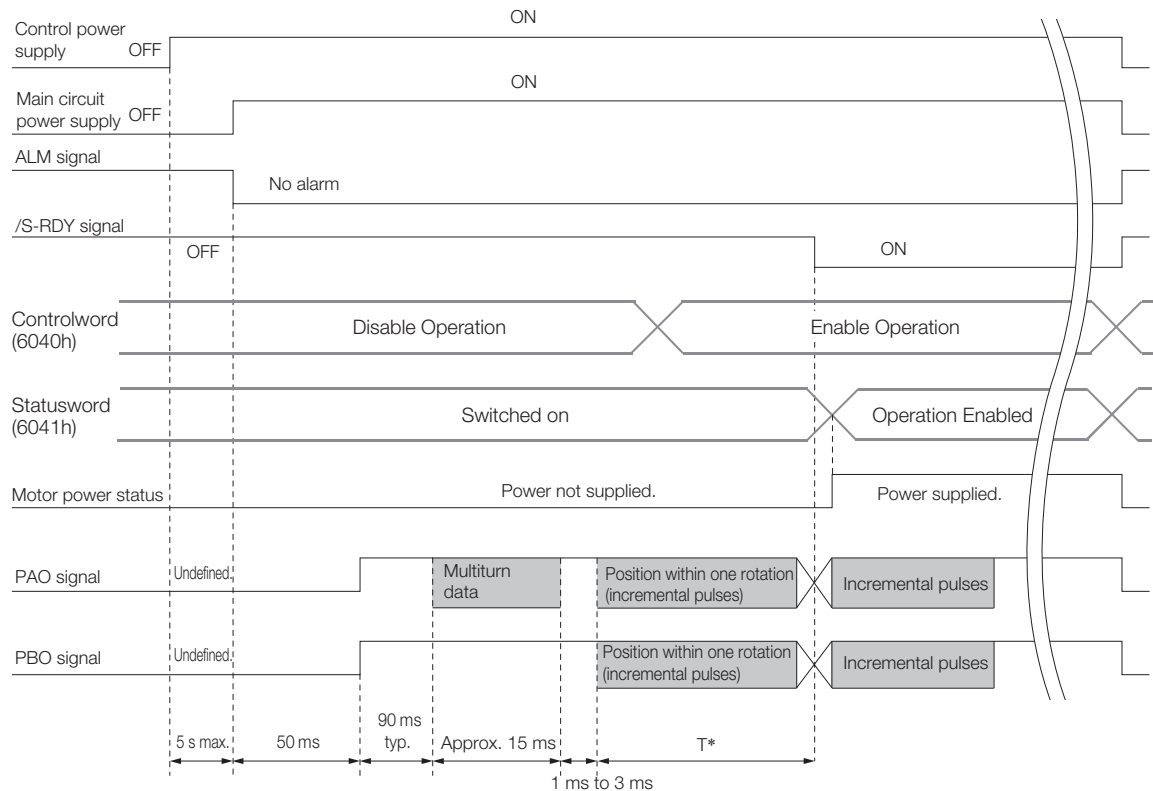 ON
Control power
supply OFF
ON
Main circuit
power supply OFF
ALM signal
No alarm
/S-RDY signal
OFF
ON
Controlword
(6040h)
Disable Operation
Enable Operation
Statusword
(6041h)
Switched on
Operation Enabled
Motor power status
Power not supplied.
Power supplied.
PAO signal
Undefined.
Multiturn
data
Position within one rotation
(incremental pulses)
Incremental pulses
PBO signal
Undefined.
Position within one rotation
(incremental pulses)
Incremental pulses
5 s max.
50 ms
90 ms
typ.
Approx. 15 ms
1 ms to 3 ms
T*